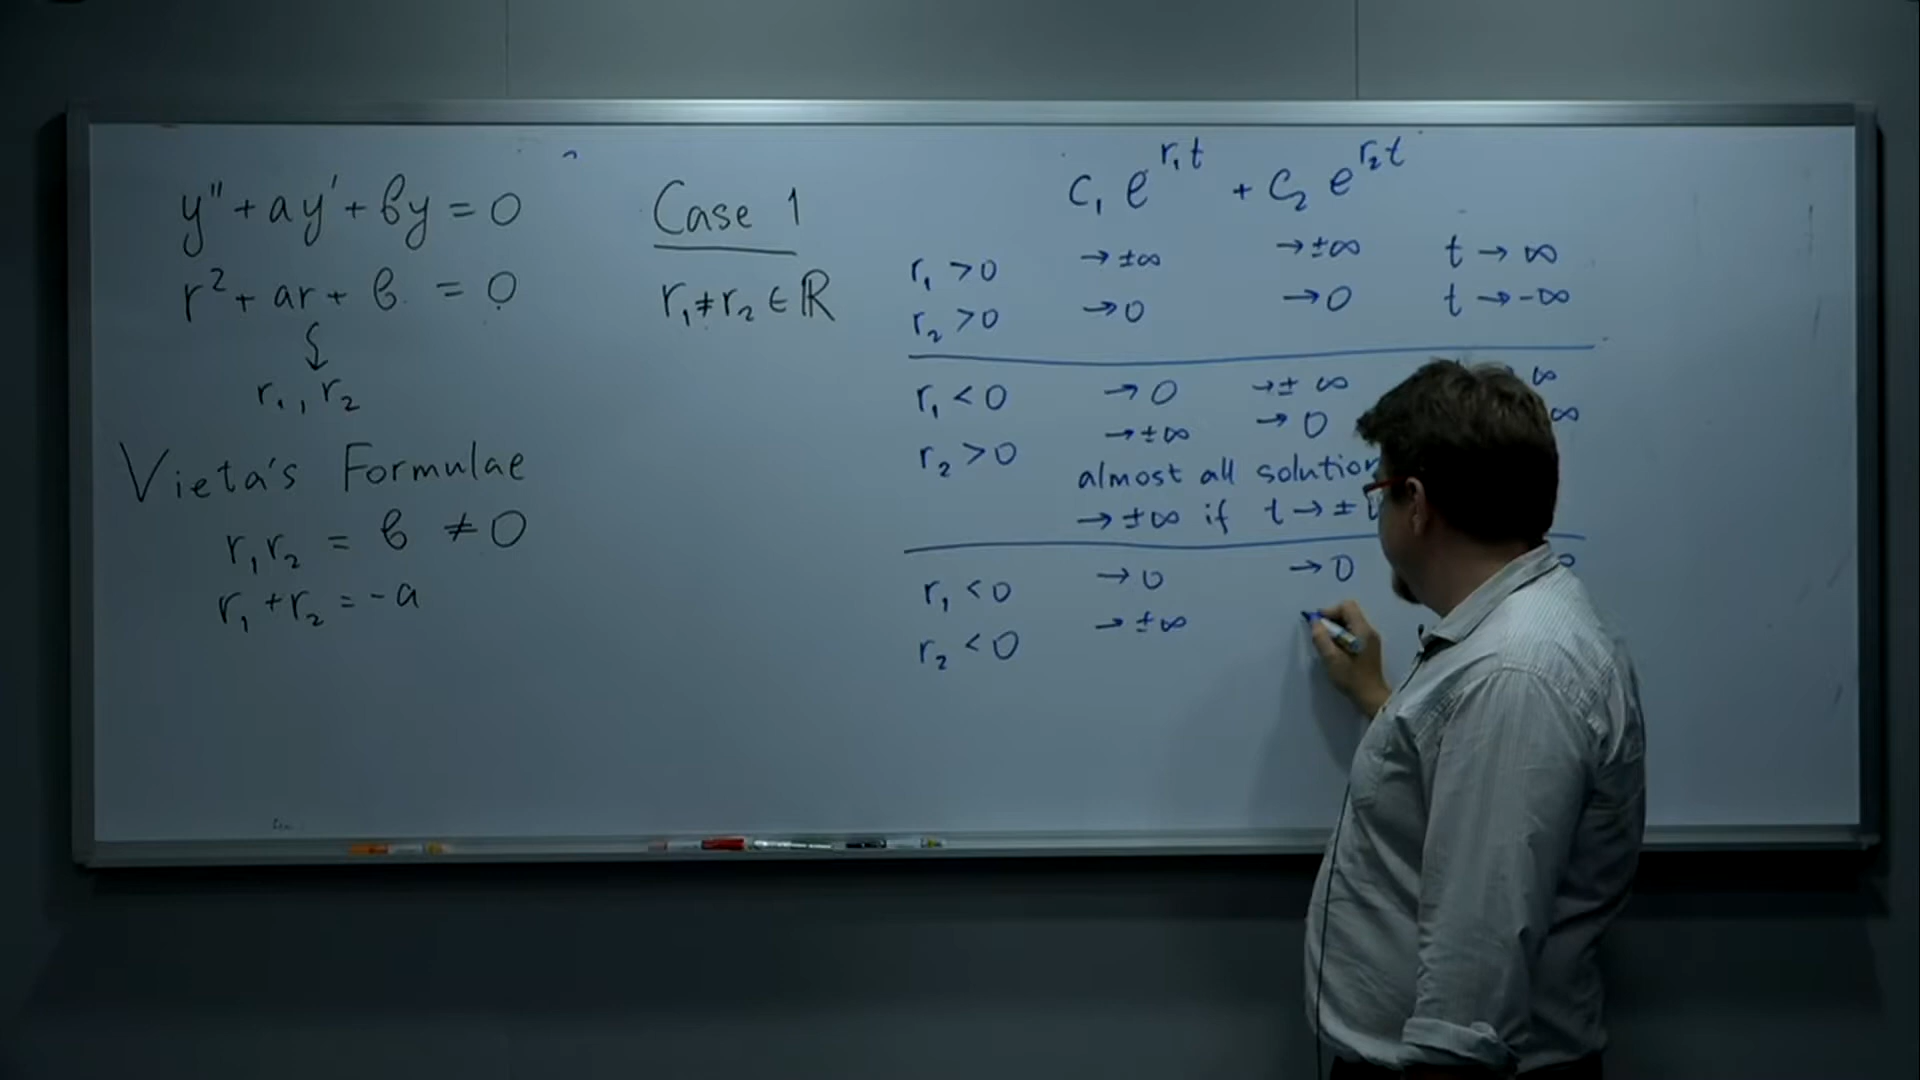 y'' + ay' + by = 0
r² + ar + b = 0
r₁, r₂
Vieta's Formulae
r₁r₂ = b ≠ 0
r₁ + r₂ = -a
Case 1
r₁ ≠ r₂ ∈ ℝ
c₁ e^{r₁t} + c₂ e^{r₂t}
r₁ > 0 → ±∞ → ±∞ t → ∞
r₂ > 0 → 0 → 0 t → -∞
r₁ < 0 → 0 → ±∞ ∞
→ ±∞ → 0 ∞
r₂ > 0
almost all
→ ±∞ if t → ±
r₁ < 0 → 0 → 0
→ ±∞
r₂ < 0